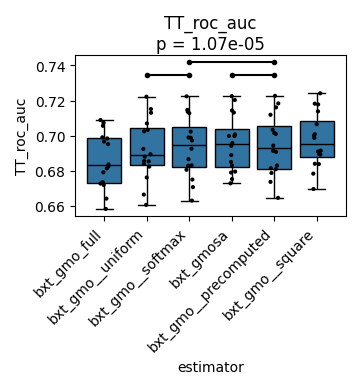 TT_roc_auc
p = 1.07e-05
TT_roc_auc
0.74
0.72
0.70
0.68
0.66
bxt_gmo_full
bxt_gmo__uniform
bxt_gmo__softmax
bxt_gmosa
bxt_gmo__precomputed
bxt_gmo__square
estimator